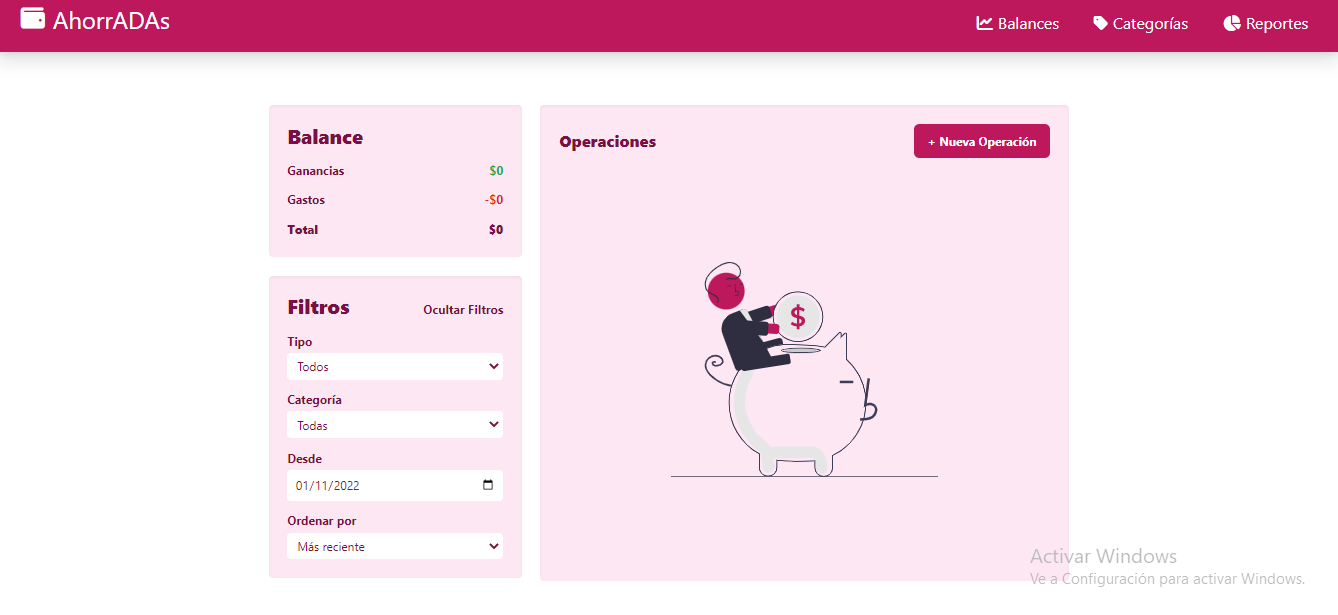 AhorrADAs
Balances
Categorías
Reportes
Balance
Ganancias $0
Gastos -$0
Total $0
Filtros Ocultar Filtros
Tipo
Todos
Categoría
Todas
Desde
01/11/2022
Ordenar por
Más reciente
Operaciones
+ Nueva Operación
$
Activar Windows
Ve a Configuración para activar Windows.